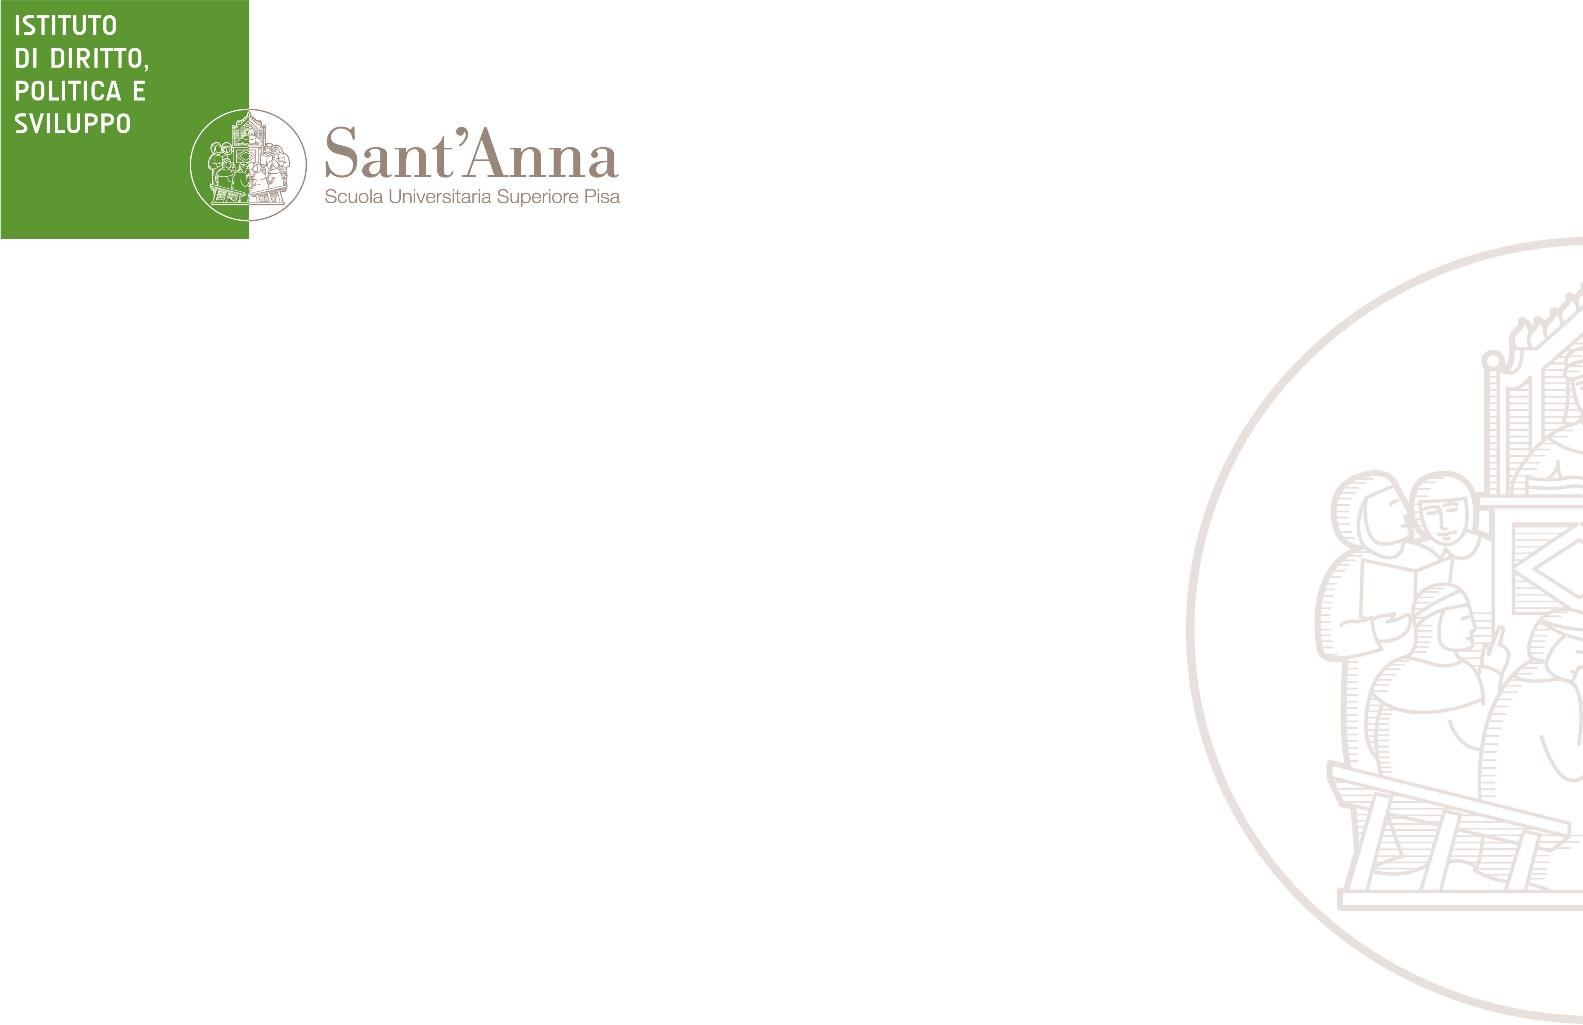 ISTITUTO
DI DIRITTO,
POLITICA E
SVILUPPO
Sant'Anna
Scuola Universitaria Superiore Pisa